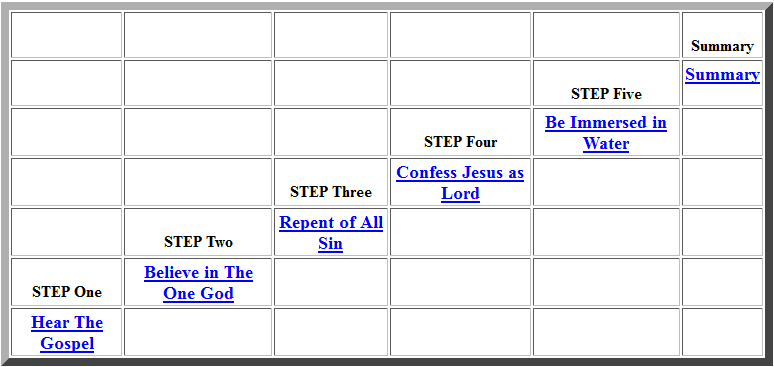 Summary
Summary
STEP Five
Be Immersed in
Water
STEP Four
Confess Jesus as
Lord
STEP Three
Repent of All
Sin
STEP Two
Believe in The
One God
STEP One
Hear The
Gospel